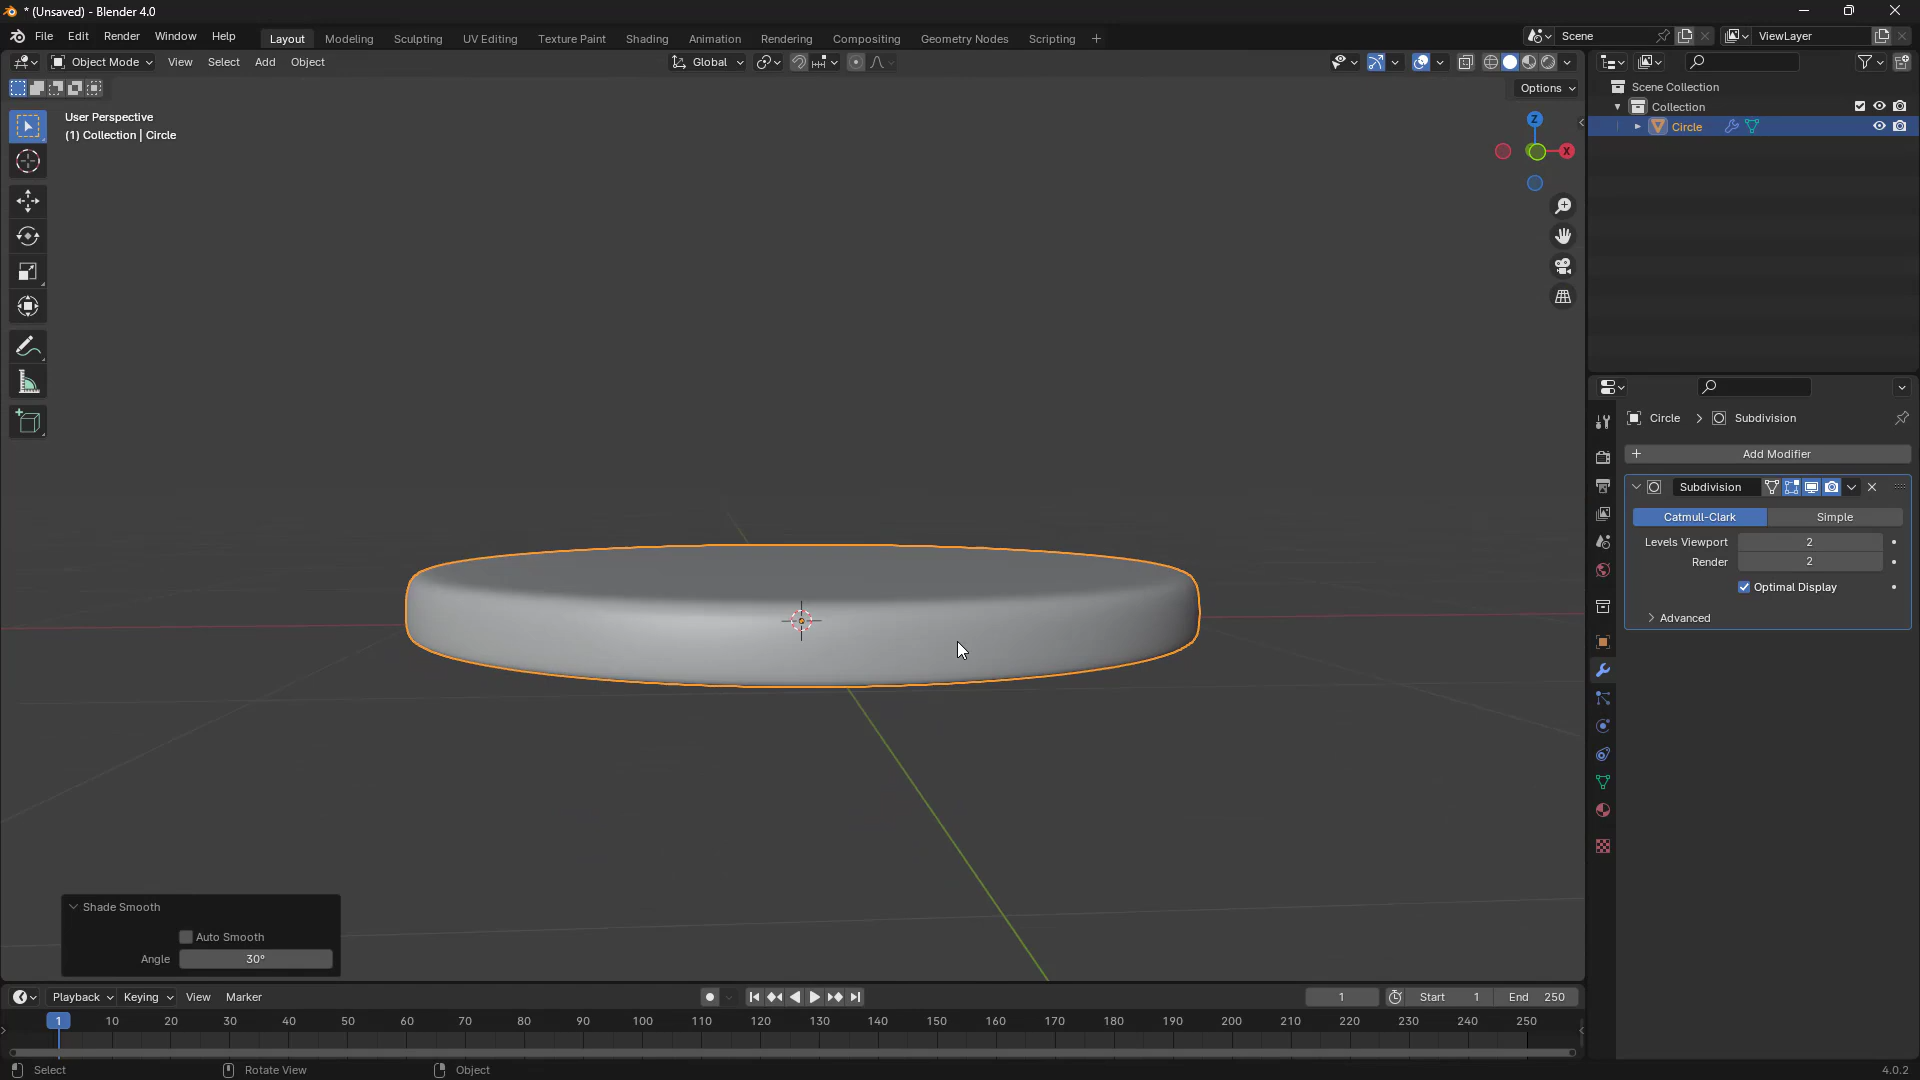 * (Unsaved) - Blender 4.0
File Edit Render Window Help
Layout Modeling Sculpting UV Editing Texture Paint Shading Animation Rendering Compositing Geometry Nodes Scripting +
Scene ViewLayer
Object Mode View Select Add Object Global
Options
User Perspective
(1) Collection | Circle
Z
X
Scene Collection
Collection
Circle
Circle > Subdivision
+ Add Modifier
Subdivision
Catmull-Clark Simple
Levels Viewport 2
Render 2
Optimal Display
Advanced
Shade Smooth
Auto Smooth
Angle 30°
Playback Keying View Marker
1 Start 1 End 250
1 10 20 30 40 50 60 70 80 90 100 110 120 130 140 150 160 170 180 190 200 210 220 230 240 250
Select Rotate View Object 4.0.2